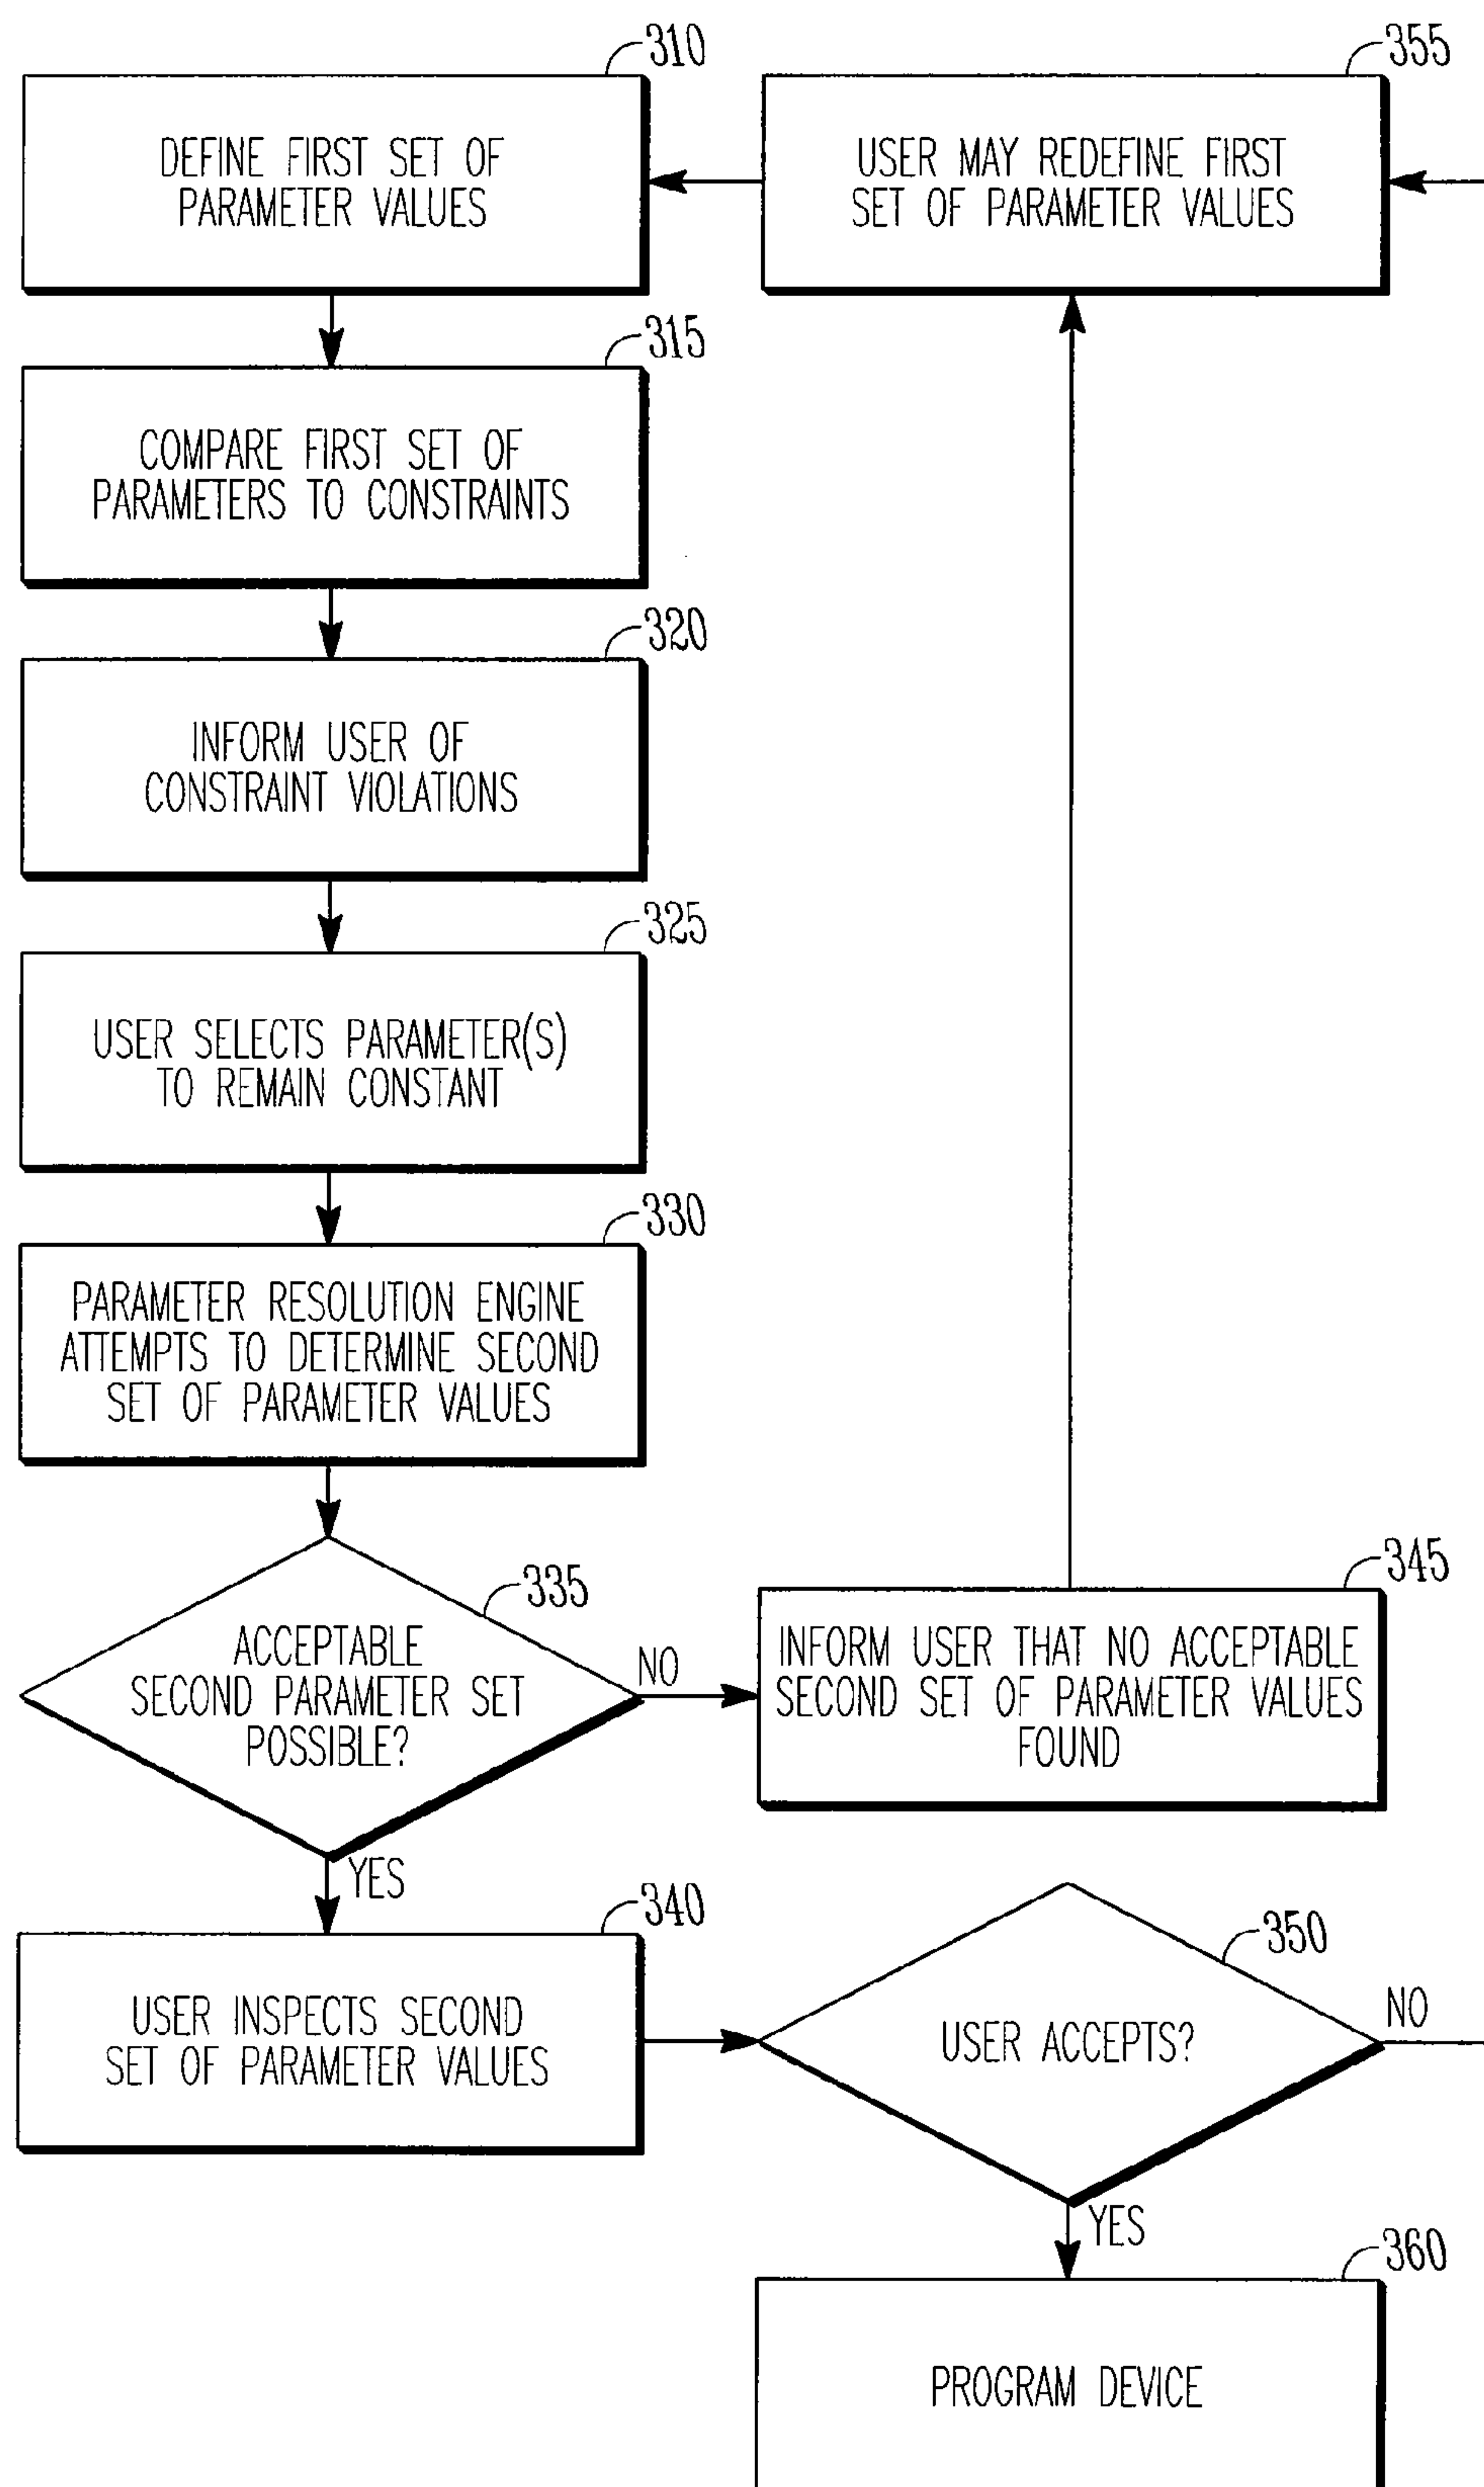 310
DEFINE FIRST SET OF
PARAMETER VALUES
355
USER MAY REDEFINE FIRST
SET OF PARAMETER VALUES
315
COMPARE FIRST SET OF
PARAMETERS TO CONSTRAINTS
320
INFORM USER OF
CONSTRAINT VIOLATIONS
325
USER SELECTS PARAMETER(S)
TO REMAIN CONSTANT
330
PARAMETER RESOLUTION ENGINE
ATTEMPTS TO DETERMINE SECOND
SET OF PARAMETER VALUES
335
ACCEPTABLE
SECOND PARAMETER SET
POSSIBLE?
NO
YES
345
INFORM USER THAT NO ACCEPTABLE
SECOND SET OF PARAMETER VALUES
FOUND
340
USER INSPECTS SECOND
SET OF PARAMETER VALUES
350
USER ACCEPTS?
NO
YES
360
PROGRAM DEVICE